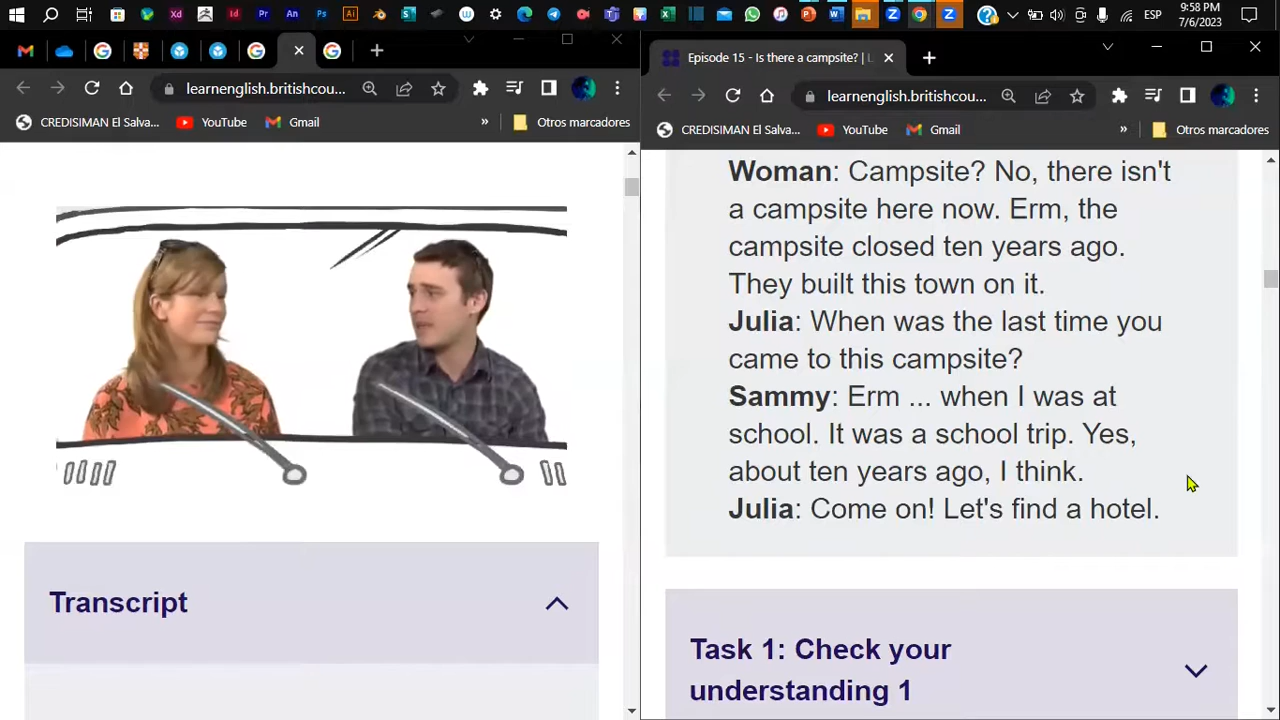 9:58 PM
ESP
7/6/2023
Episode 15 - Is there a campsite? | L
learnenglish.britishcou...
learnenglish.britishcou...
CREDISIMAN El Salva...
YouTube
Gmail
»
Otros marcadores
CREDISIMAN El Salva...
YouTube
Gmail
»
Otros marcadores
Transcript
Woman: Campsite? No, there isn't
a campsite here now. Erm, the
campsite closed ten years ago.
They built this town on it.
Julia: When was the last time you
came to this campsite?
Sammy: Erm ... when I was at
school. It was a school trip. Yes,
about ten years ago, I think.
Julia: Come on! Let's find a hotel.
Task 1: Check your
understanding 1